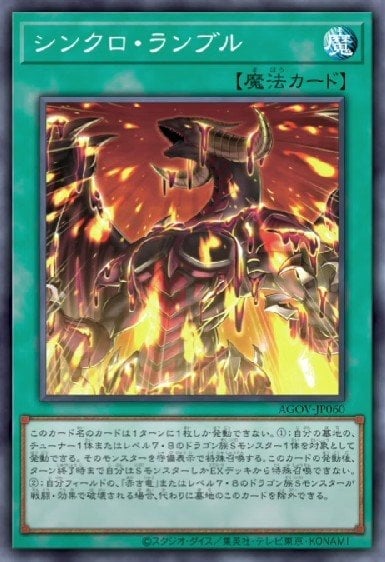 シンクロ・ランブル
魔
【魔法カード】
AGOV-JP060
このカード名のカードは1ターンに1枚しか発動できない。①：自分の墓地の、
チューナー1体またはレベル7・8のドラゴン族Sモンスター1体を対象として
発動できる。そのモンスターを守備表示で特殊召喚する。このカードの発動後、
ターン終了時まで自分はSモンスターしかEXデッキから特殊召喚できない。
②：自分フィールドの、「赤き竜」またはレベル7・8のドラゴン族Sモンスターが
戦闘・効果で破壊される場合、代わりに墓地のこのカードを除外できる。
©スタジオ・ダイス／集英社・テレビ東京・KONAMI